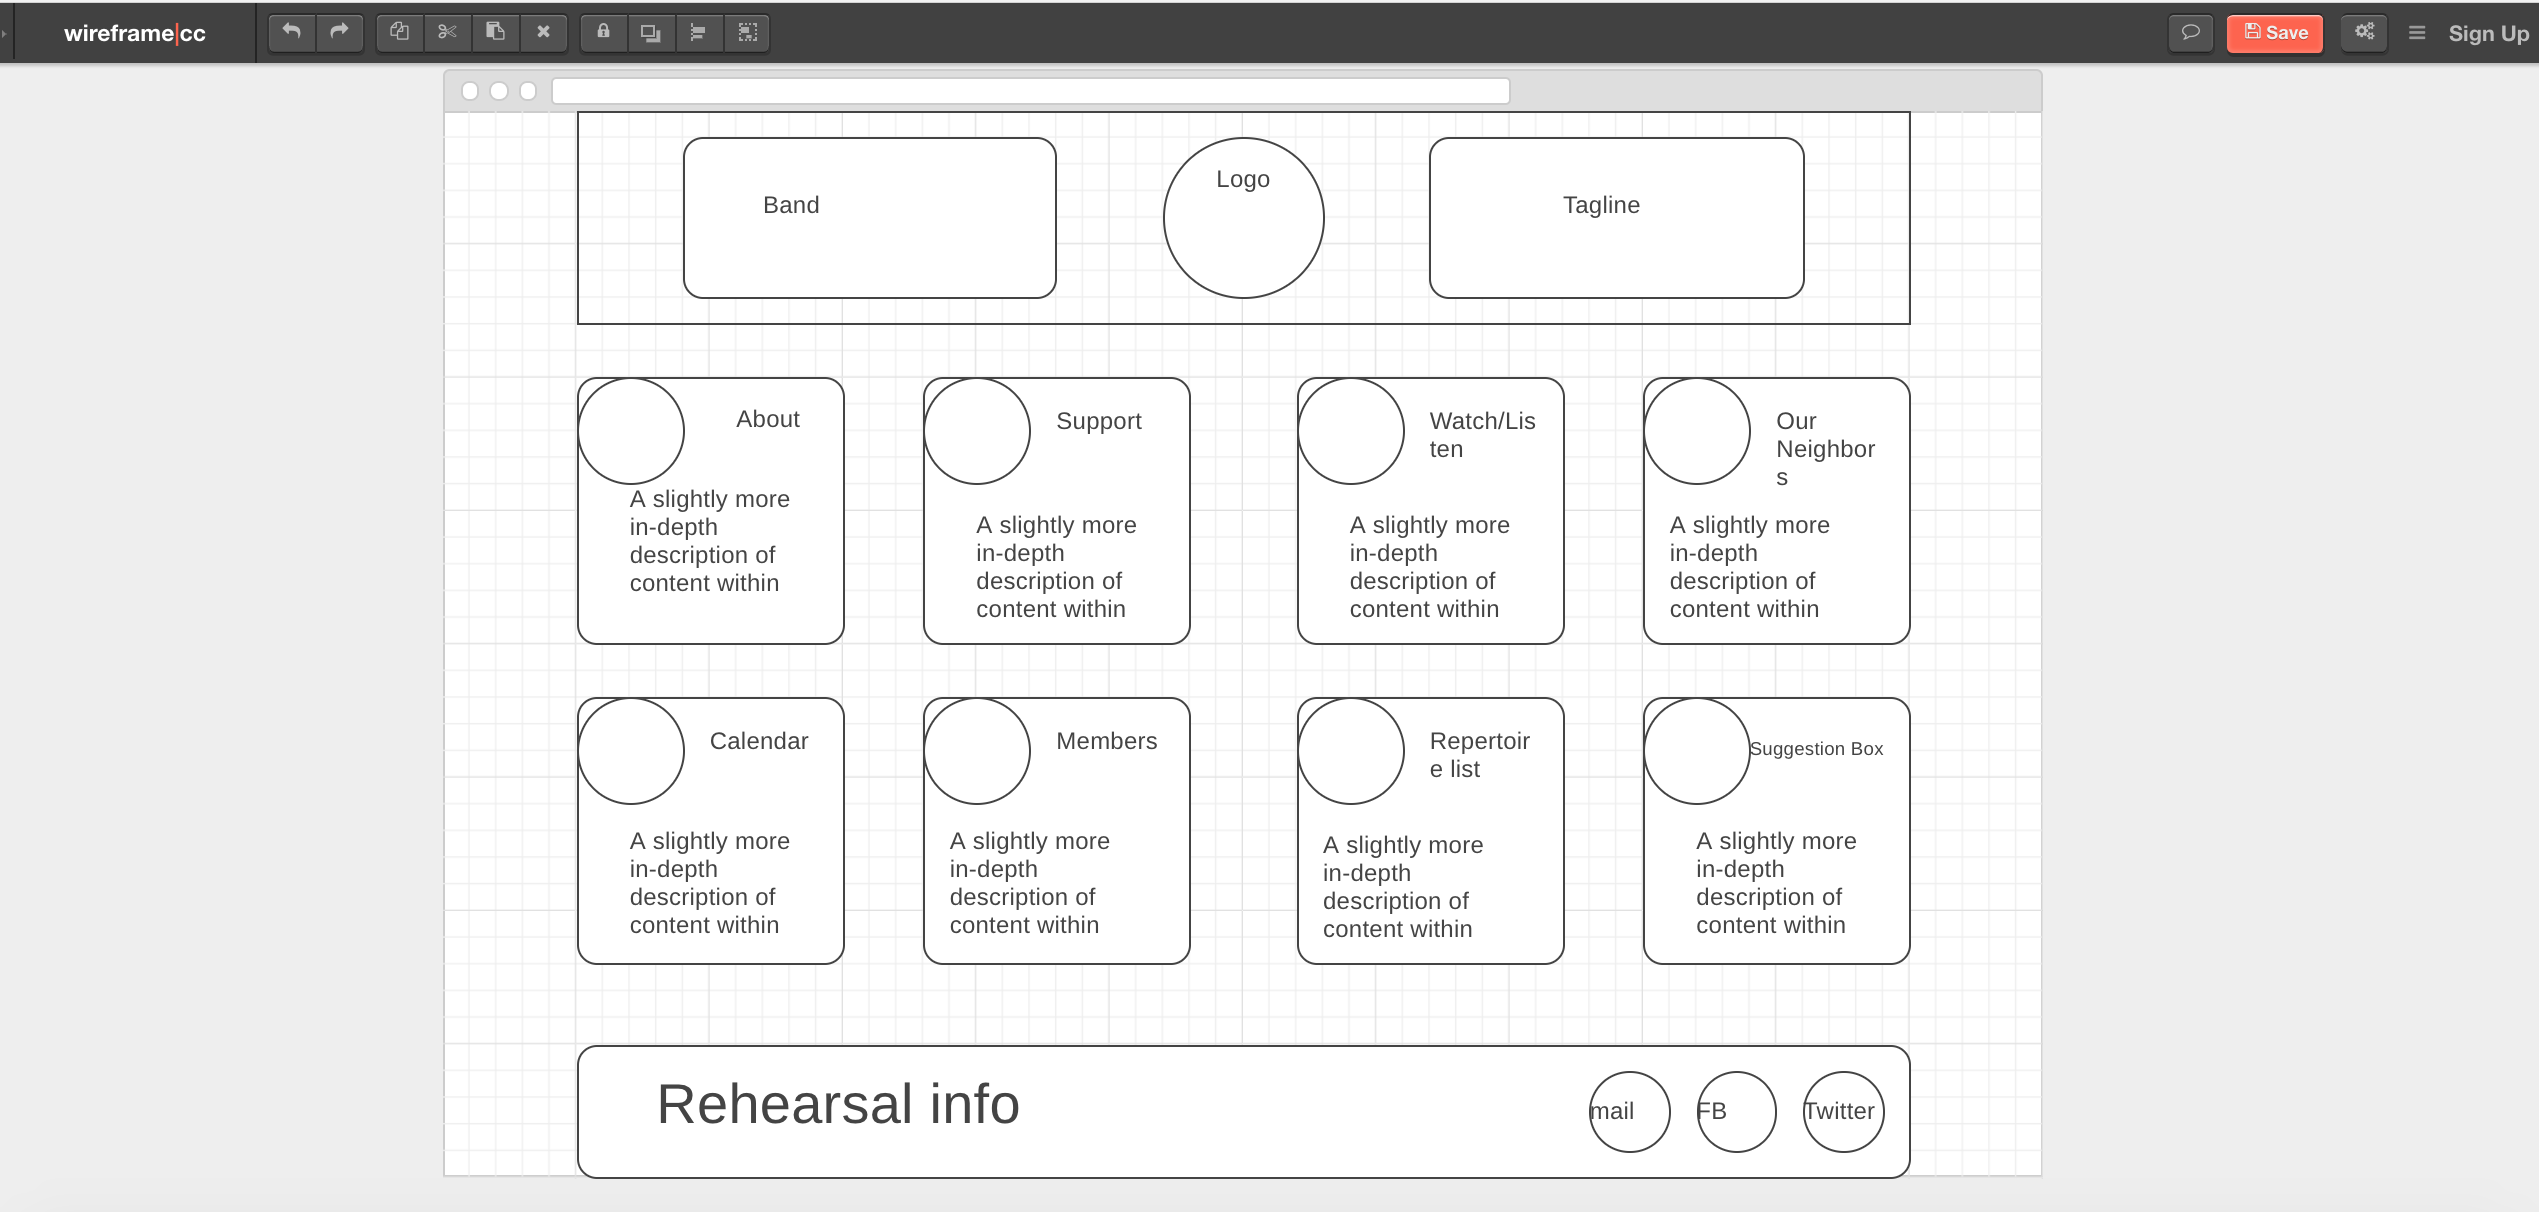 wireframe|cc
Save
Sign Up
Band
Logo
Tagline
About
A slightly more
in-depth
description of
content within
Support
A slightly more
in-depth
description of
content within
Watch/Lis
ten
A slightly more
in-depth
description of
content within
Our
Neighbor
s
A slightly more
in-depth
description of
content within
Calendar
A slightly more
in-depth
description of
content within
Members
A slightly more
in-depth
description of
content within
Repertoir
e list
A slightly more
in-depth
description of
content within
Suggestion Box
A slightly more
in-depth
description of
content within
Rehearsal info
mail
FB
Twitter